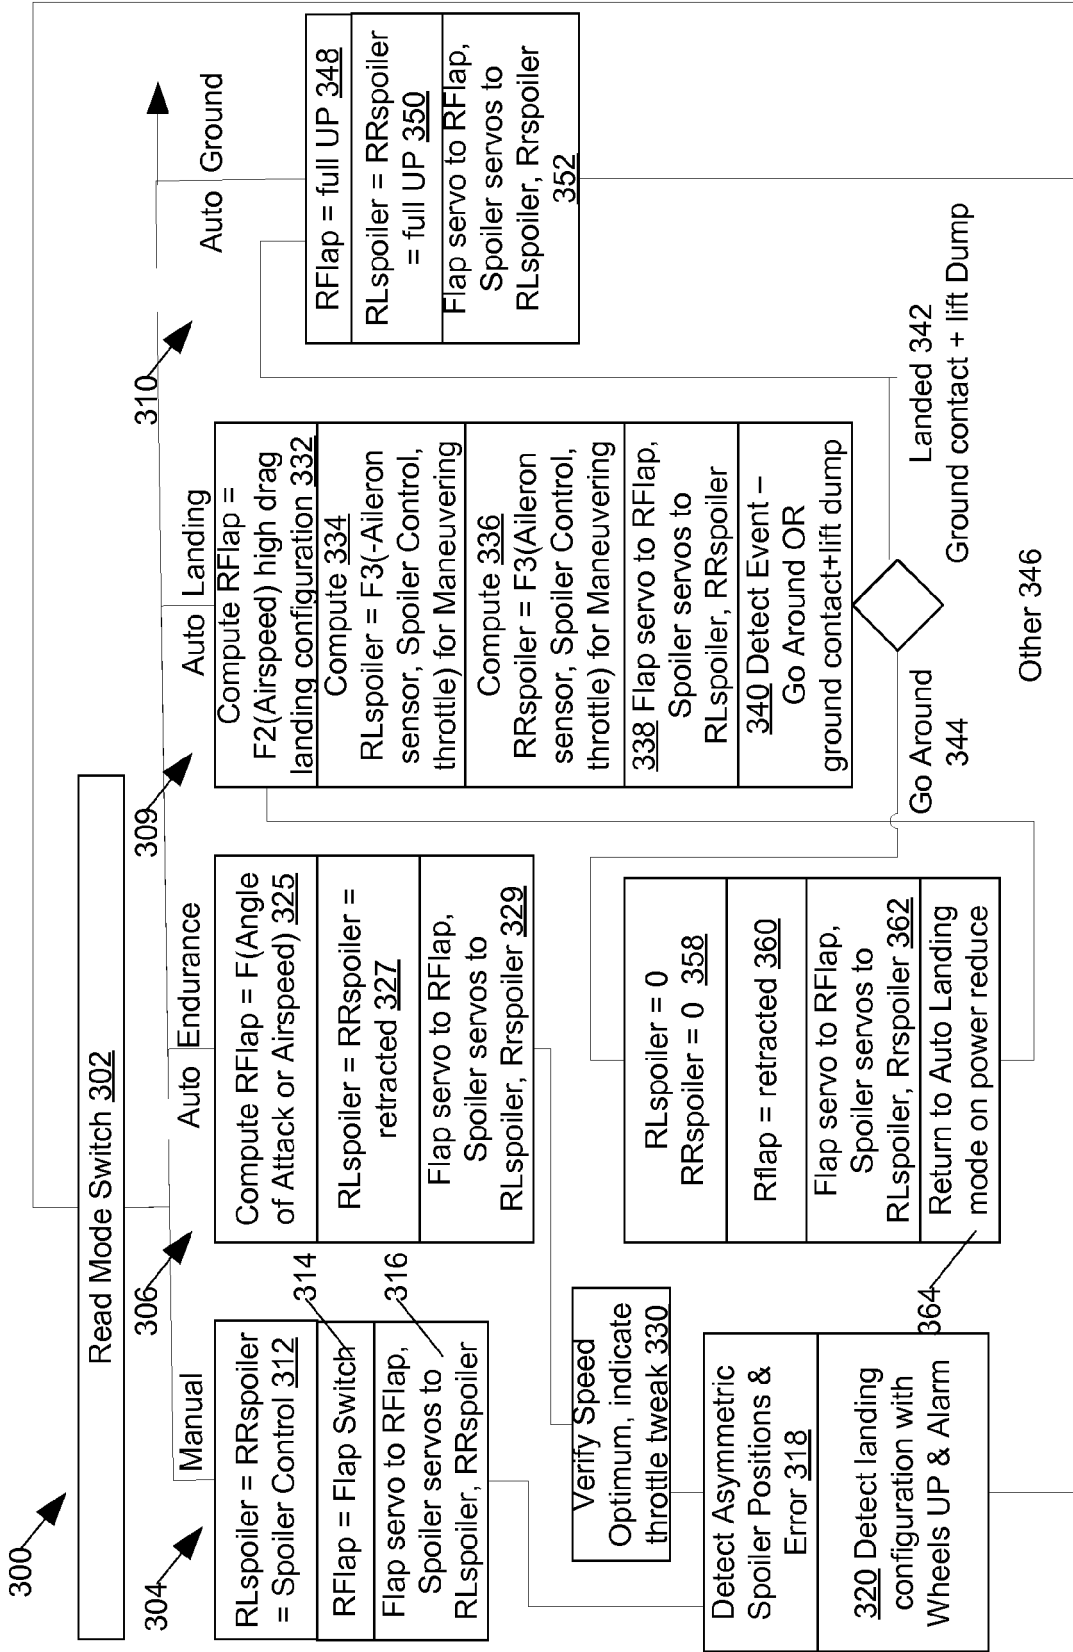 300
Read Mode Switch 302
304
Manual
RLspoiler = RRspoiler
= Spoiler Control 312
RFlap = Flap Switch
314
Flap servo to RFlap,
Spoiler servos to
RLspoiler, RRspoiler
316
306
Auto Endurance
Compute RFlap = F(Angle
of Attack or Airspeed) 325
RLspoiler = RRspoiler =
retracted 327
Flap servo to RFlap,
Spoiler servos to
RLspoiler, Rrspoiler 329
Verify Speed
Optimum, indicate
throttle tweak 330
Detect Asymmetric
Spoiler Positions &
Error 318
320 Detect landing
configuration with
Wheels UP & Alarm
309
Auto Landing
Compute RFlap =
F2(Airspeed) high drag
landing configuration 332
Compute 334
RLspoiler = F3(-Aileron
sensor, Spoiler Control,
throttle) for Maneuvering
Compute 336
RRspoiler = F3(Aileron
sensor, Spoiler Control,
throttle) for Maneuvering
338 Flap servo to RFlap,
Spoiler servos to
RLspoiler, RRspoiler
340 Detect Event –
Go Around OR
ground contact+lift dump
Go Around
344
RLspoiler = 0
RRspoiler = 0 358
Rflap = retracted 360
Flap servo to RFlap,
Spoiler servos to
RLspoiler, Rrspoiler 362
Return to Auto Landing
mode on power reduce
364
Landed 342
Ground contact + lift Dump
Other 346
310
Auto Ground
RFlap = full UP 348
RLspoiler = RRspoiler
= full UP 350
Flap servo to RFlap,
Spoiler servos to
RLspoiler, Rrspoiler
352